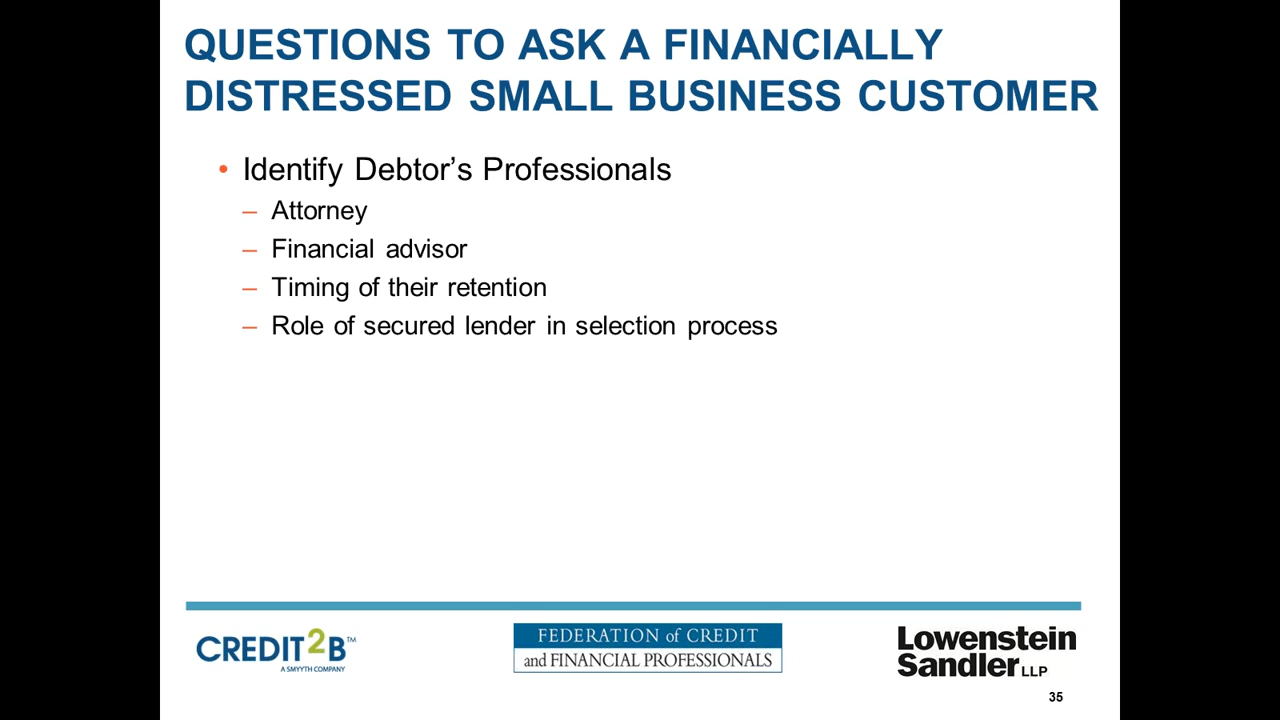 QUESTIONS TO ASK A FINANCIALLY
DISTRESSED SMALL BUSINESS CUSTOMER
• Identify Debtor’s Professionals
– Attorney
– Financial advisor
– Timing of their retention
– Role of secured lender in selection process
CREDIT2B™
A SMYYTH COMPANY
FEDERATION of CREDIT
and FINANCIAL PROFESSIONALS
Lowenstein
Sandler LLP
35